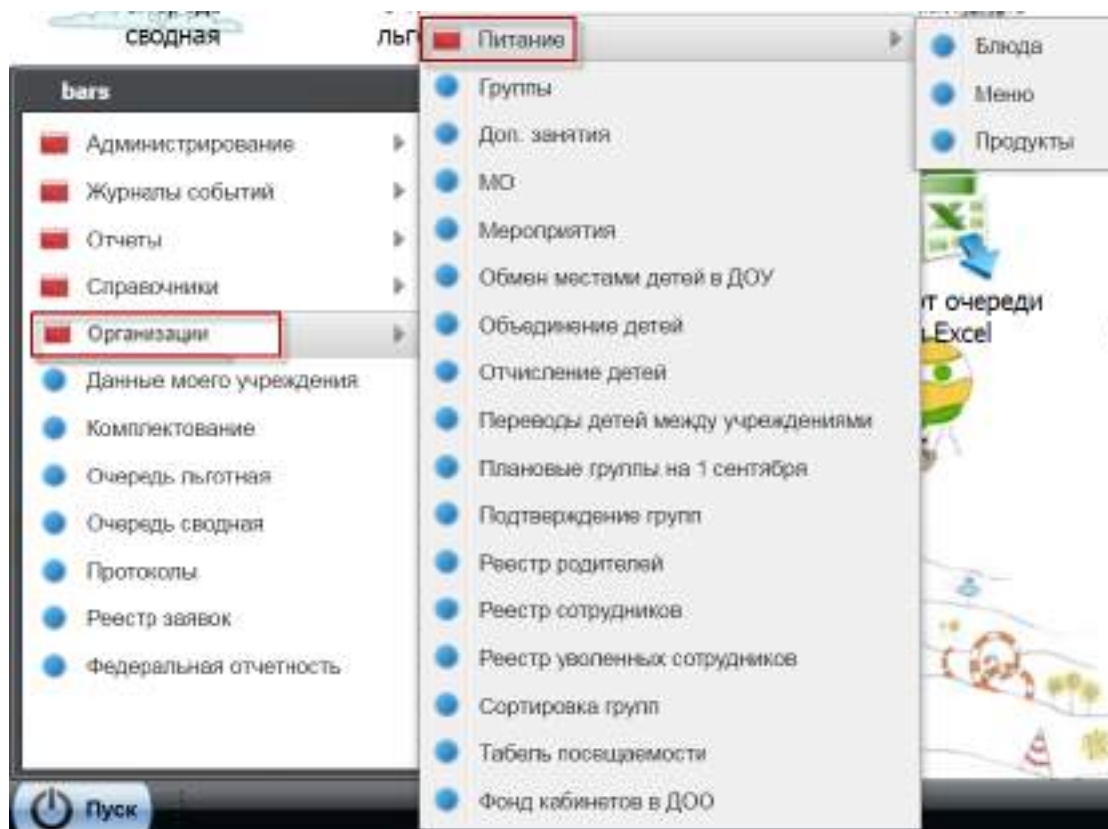 сводная
bars
Администрирование
Журналы событий
Отчеты
Справочники
Организации
Данные моего учреждения
Комплектование
Очередь льготная
Очередь сводная
Протоколы
Реестр заявок
Федеральная отчетность
Пуск
Питание
Группы
Доп. занятия
МО
Мероприятия
Обмен местами детей в ДОУ
Объединение детей
Отчисление детей
Переводы детей между учреждениями
Плановые группы на 1 сентября
Подтверждение групп
Реестр родителей
Реестр сотрудников
Реестр уволенных сотрудников
Сортировка групп
Табель посещаемости
Фонд кабинетов в ДОО
Блюда
Меню
Продукты
очереди
Excel